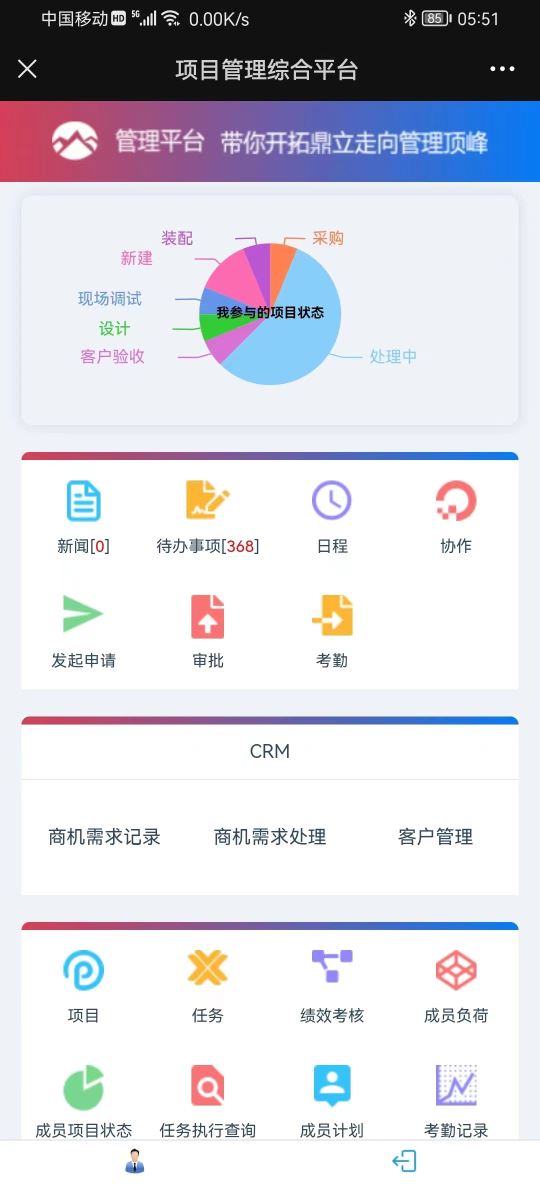 中国移动 HD 5G 0.00K/s 85 05:51
项目管理综合平台
管理平台 带你开拓鼎立走向管理顶峰
装配 采购
新建
现场调试
我参与的项目状态
设计
客户验收 处理中
新闻[0] 待办事项[368] 日程 协作
发起申请 审批 考勤
CRM
商机需求记录 商机需求处理 客户管理
项目 任务 绩效考核 成员负荷
成员项目状态 任务执行查询 成员计划 考勤记录